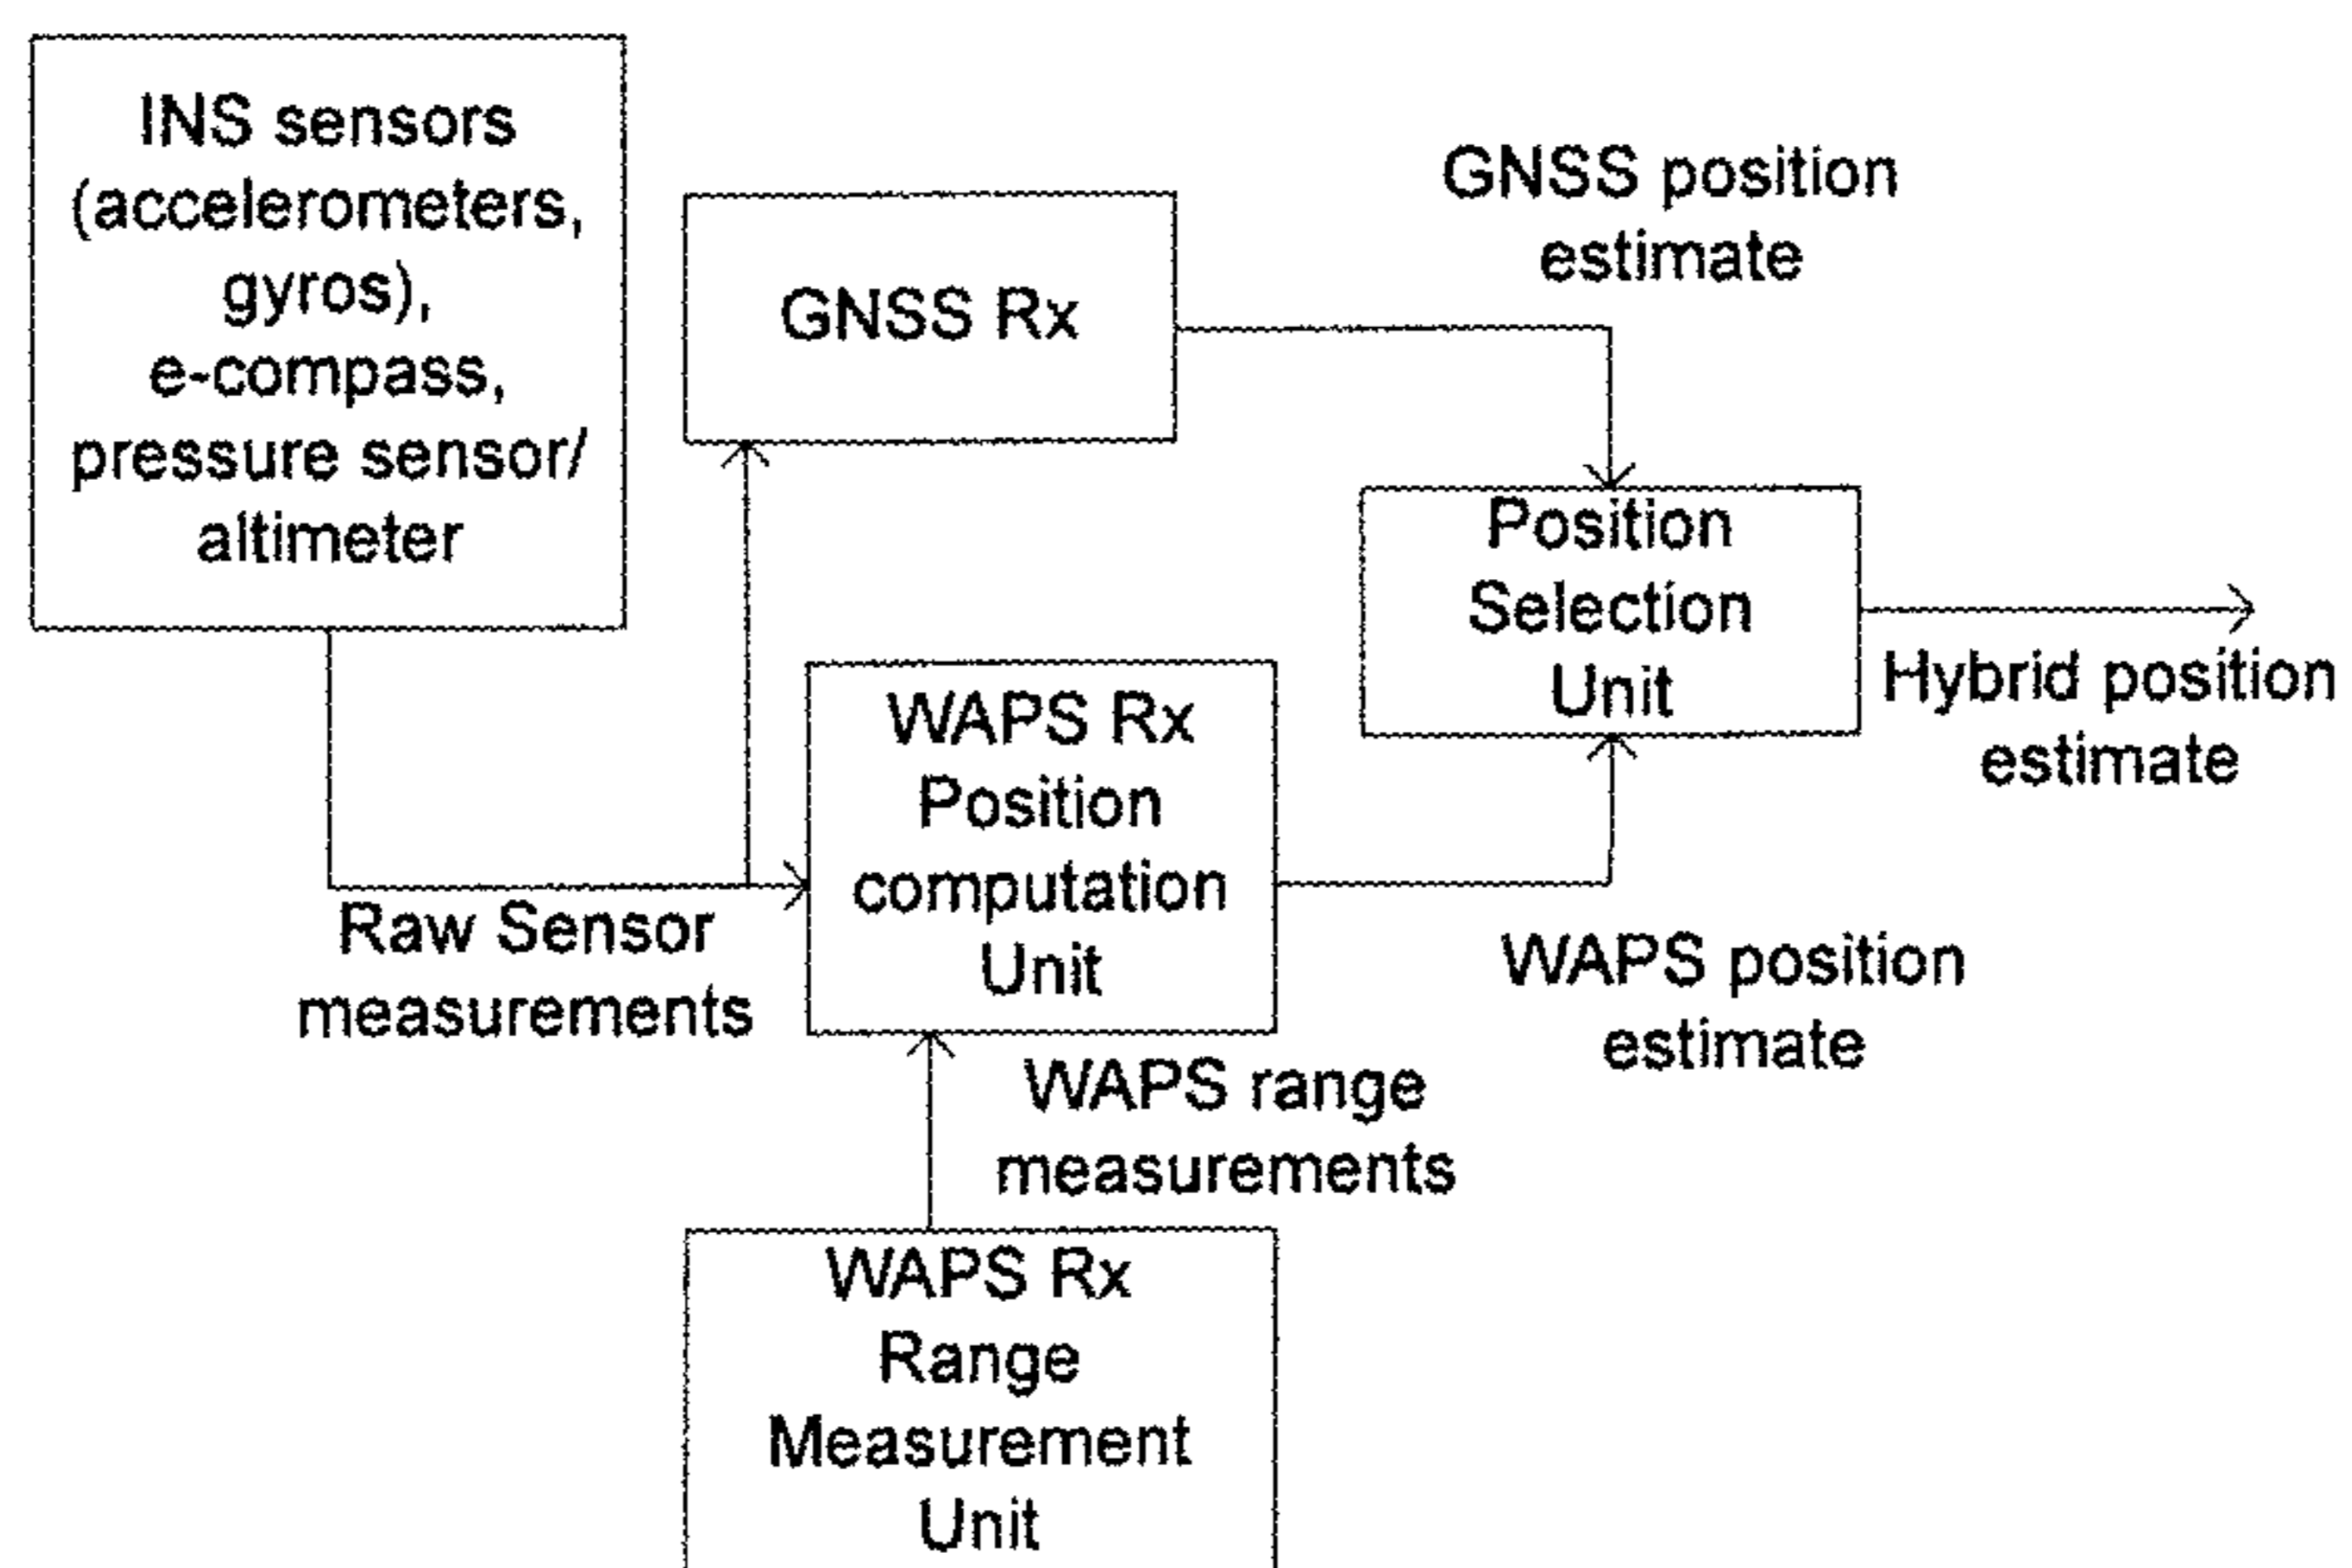 INS sensors
(accelerometers,
gyros),
e-compass,
pressure sensor/
altimeter
GNSS Rx
GNSS position
estimate
Position
Selection
Unit
Hybrid position
estimate
WAPS Rx
Position
computation
Unit
Raw Sensor
measurements
WAPS position
estimate
WAPS range
measurements
WAPS Rx
Range
Measurement
Unit